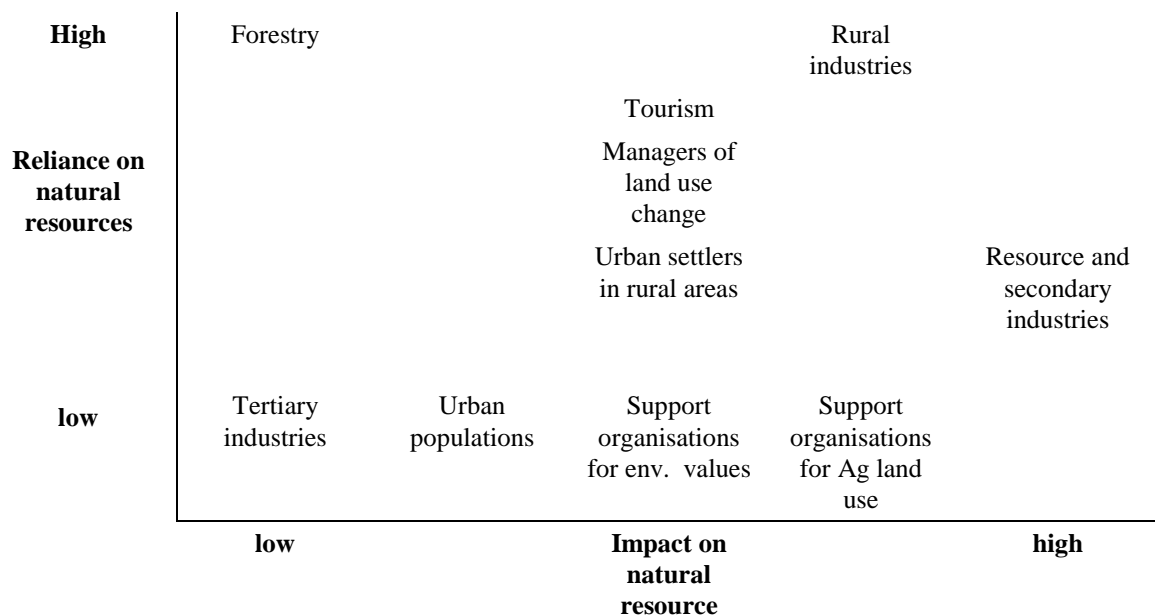 High
Forestry
Rural
industries
Tourism
Reliance on
natural
resources
Managers of
land use
change
Urban settlers
in rural areas
Resource and
secondary
industries
low
Tertiary
industries
Urban
populations
Support
organisations
for env. values
Support
organisations
for Ag land
use
low
Impact on
natural
resource
high